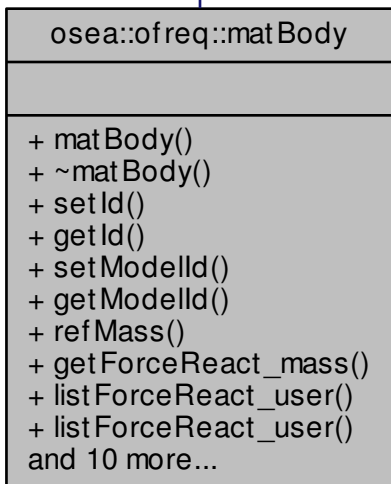 osea::ofreq::matBody
+ matBody()
+ ~matBody()
+ setId()
+ getId()
+ setModelId()
+ getModelId()
+ refMass()
+ getForceReact_mass()
+ listForceReact_user()
+ listForceReact_user()
and 10 more...